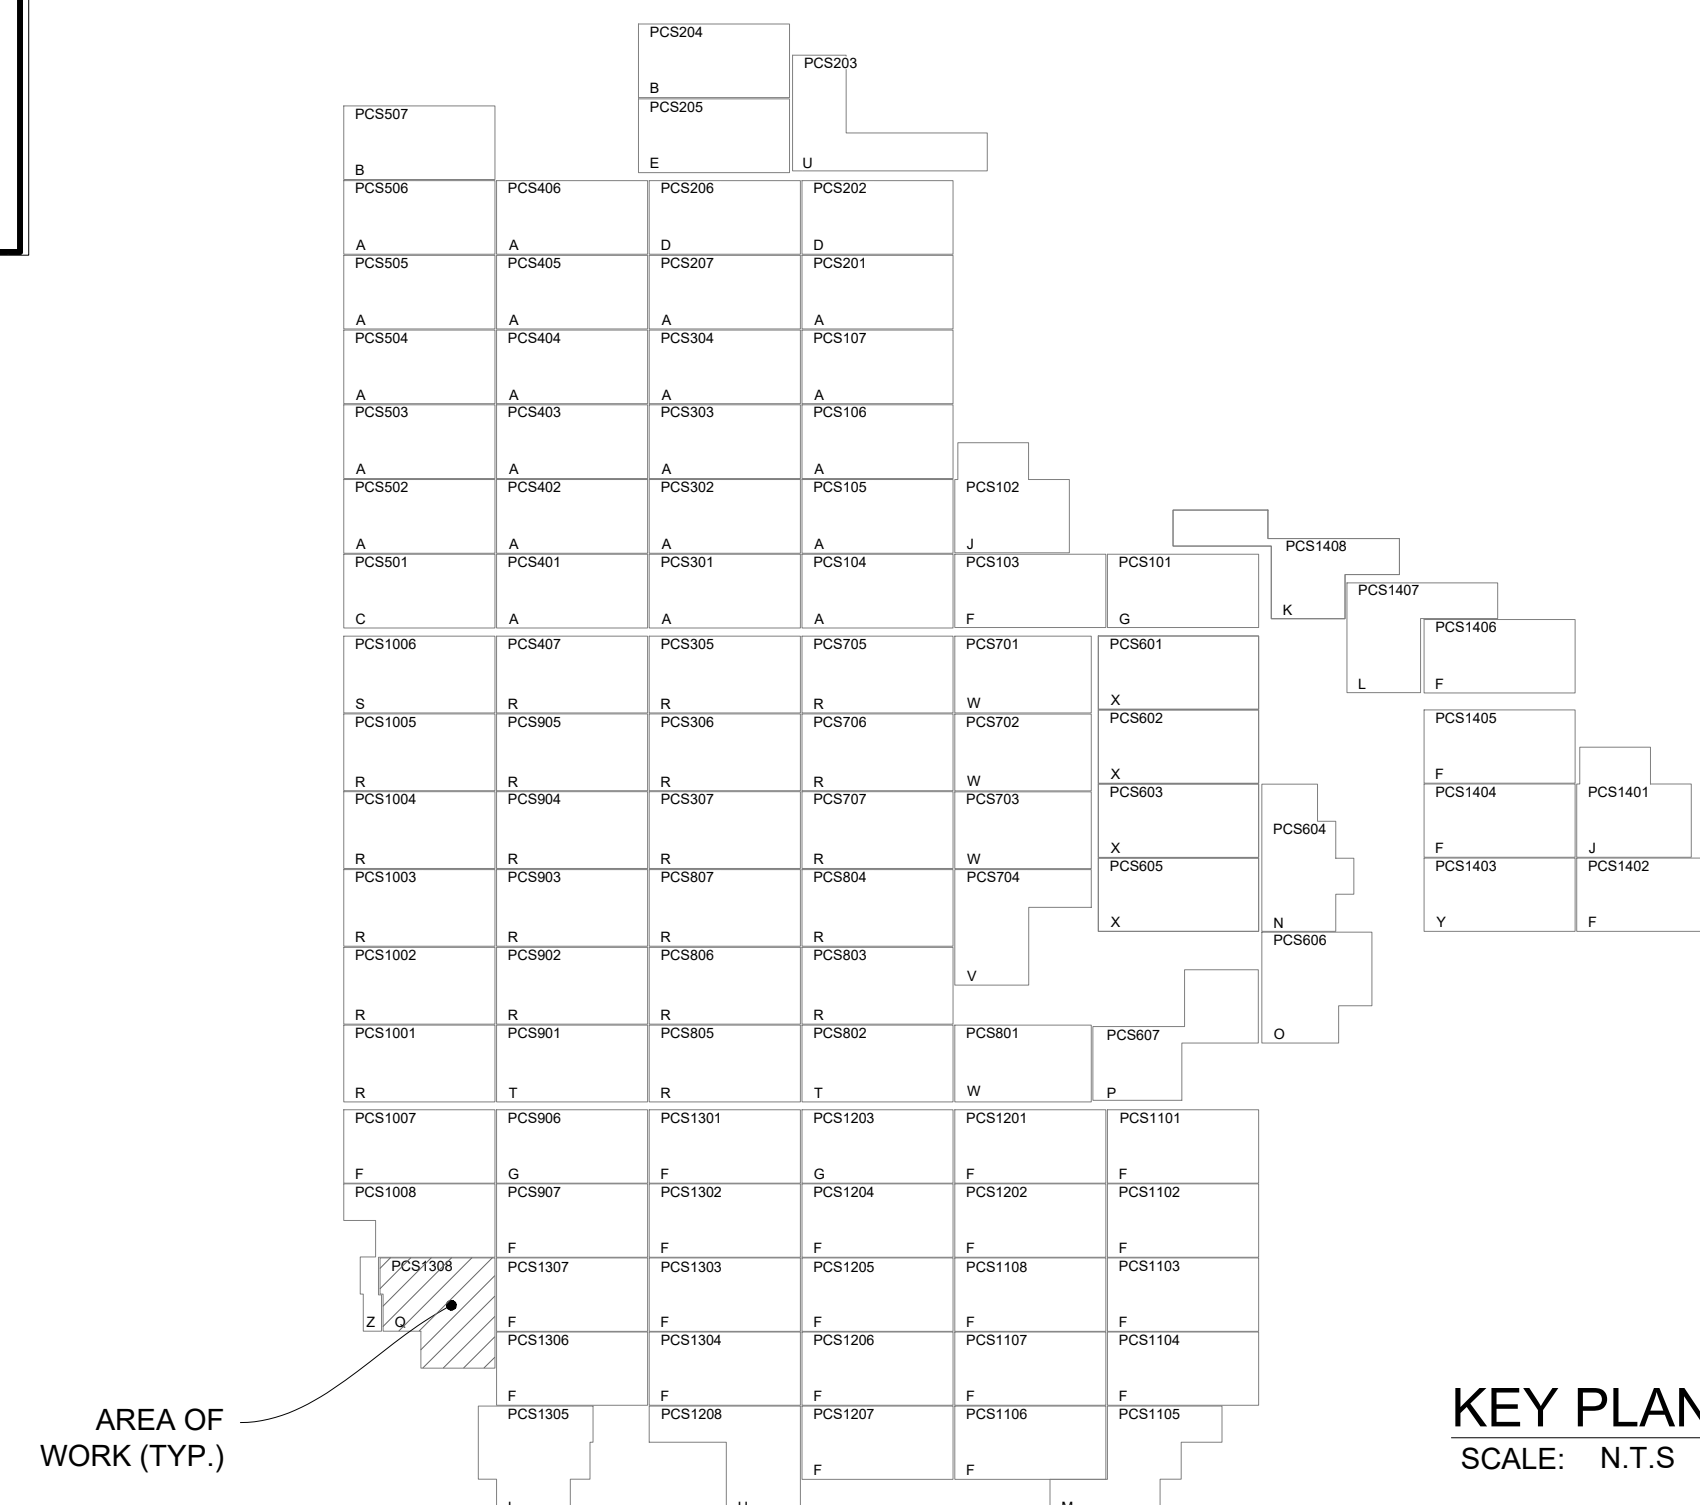 PCS204
B
PCS203
U
PCS205
E
PCS507
B
PCS506 PCS406 PCS206 PCS202
A A D D
PCS505 PCS405 PCS207 PCS201
A A A A
PCS504 PCS404 PCS304 PCS107
A A A A
PCS503 PCS403 PCS303 PCS106
A A A A
PCS502 PCS402 PCS302 PCS105 PCS102
A A A A J
PCS1408
K
PCS501 PCS401 PCS301 PCS104 PCS103 PCS101
C A A A F G
PCS1407
L
PCS1406
F
PCS1006 PCS407 PCS305 PCS705 PCS701 PCS601
S R R R W X
PCS1005 PCS905 PCS306 PCS706 PCS702 PCS602 PCS1405
R R R R W X F
PCS1004 PCS904 PCS307 PCS707 PCS703 PCS603 PCS1404 PCS1401
R R R R W X F J
PCS604
N
PCS1003 PCS903 PCS807 PCS804 PCS704 PCS605 PCS1403 PCS1402
R R R R V X Y F
PCS606
O
PCS1002 PCS902 PCS806 PCS803
R R R R
PCS1001 PCS901 PCS805 PCS802 PCS801 PCS607
R T R T W P
PCS1007 PCS906 PCS1301 PCS1203 PCS1201 PCS1101
F G F G F F
PCS1008 PCS907 PCS1302 PCS1204 PCS1202 PCS1102
F F F F F
PCS1308 PCS1307 PCS1303 PCS1205 PCS1108 PCS1103
Z Q F F F F F
PCS1306 PCS1304 PCS1206 PCS1107 PCS1104
F F F F F
PCS1305 PCS1208 PCS1207 PCS1106 PCS1105
F F
AREA OF
WORK (TYP.)
KEY PLAN
SCALE: N.T.S